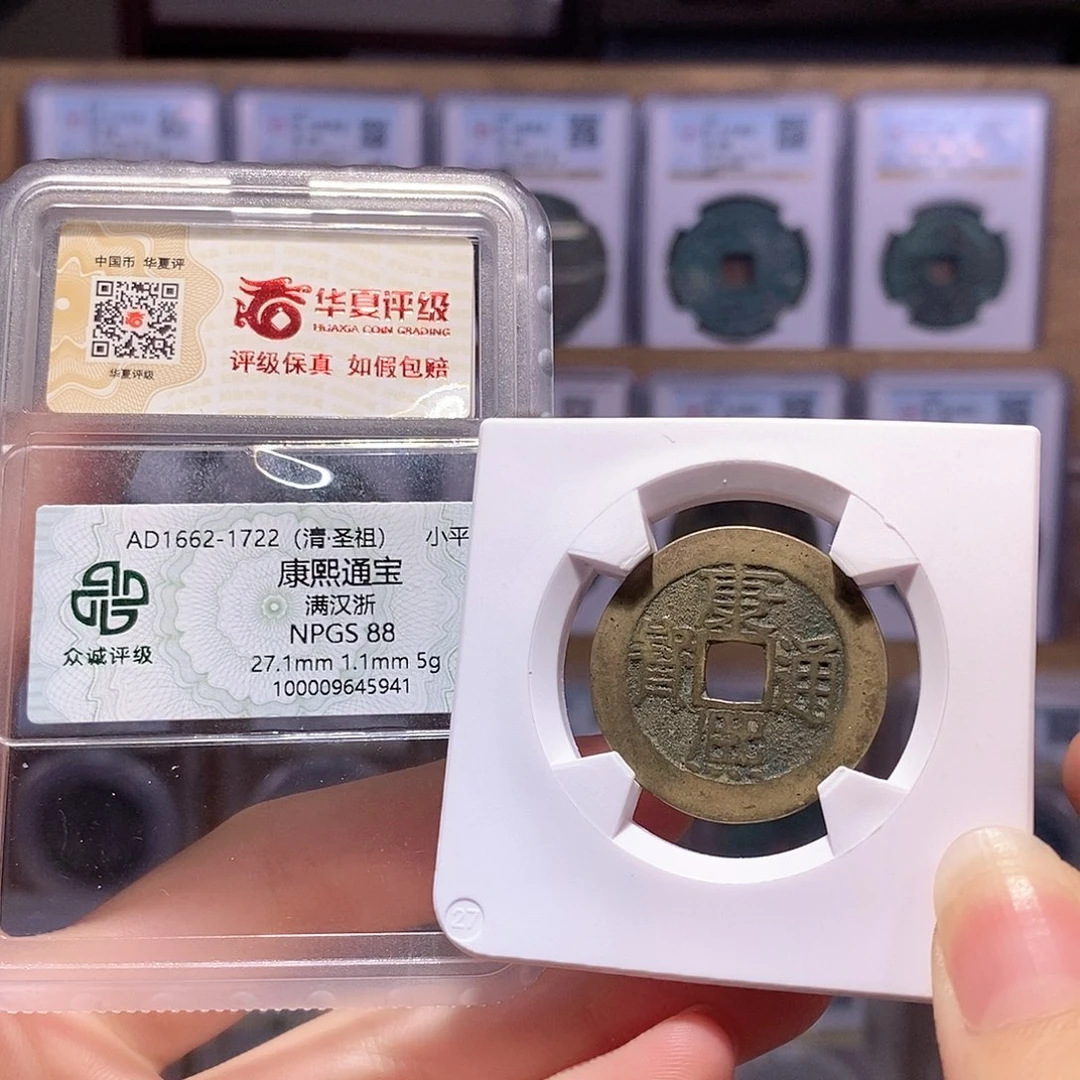 中国币 华夏评
华夏评级
华夏评级
HUAXIA COIN GRADING
评级保真 如假包赔
AD1662-1722 (清·圣祖) 小平
康熙通宝
满汉浙
NPGS 88
27.1mm 1.1mm 5g
100009645941
众诚评级
康熙通寳
27